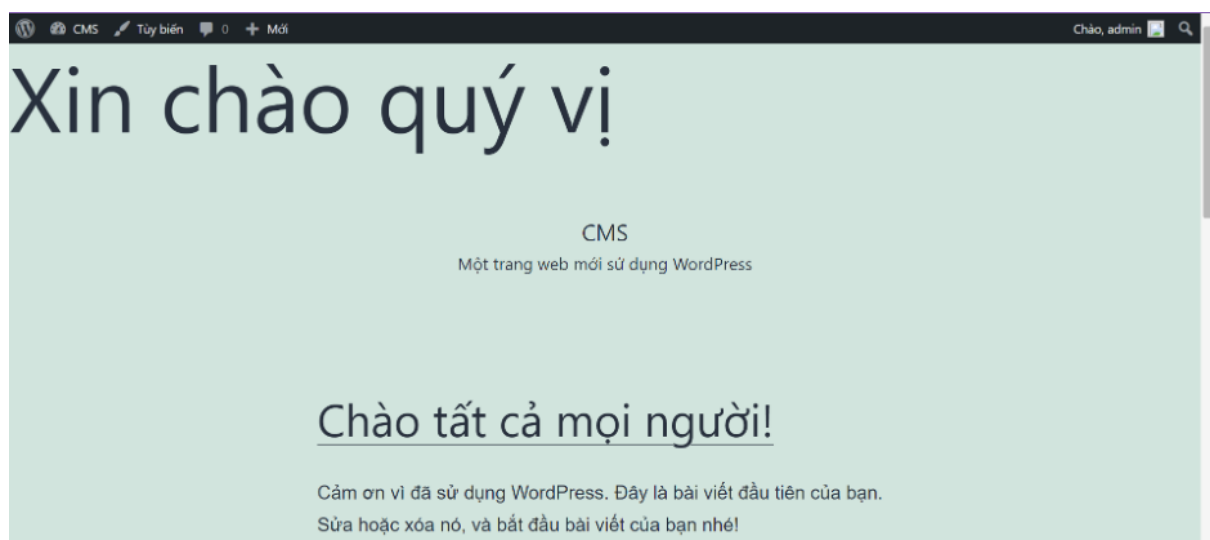 CMS Tùy biến 0 + Mới Chào, admin
Xin chào quý vị
CMS
Một trang web mới sử dụng WordPress
Chào tất cả mọi người!
Cảm ơn vì đã sử dụng WordPress. Đây là bài viết đầu tiên của bạn.
Sửa hoặc xóa nó, và bắt đầu bài viết của bạn nhé!